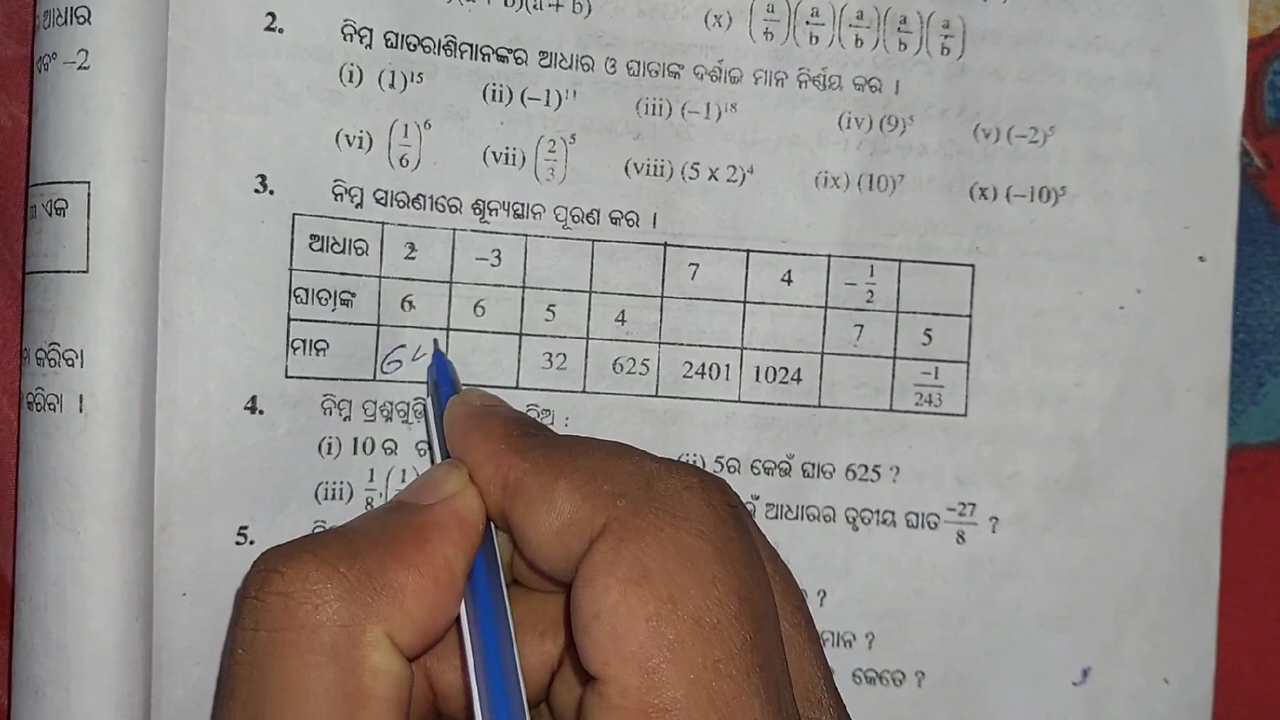 ଆଧାର
ଏବଂ –2
ଏକ
କରିବା
କରିବା ।
(x) (a/b)(a/b)(a/b)(a/b)(a/b)
2. ନିମ୍ନ ଘାତରାଶିମାନଙ୍କର ଆଧାର ଓ ଘାତାଙ୍କ ଦର୍ଶାଇ ମାନ ନିର୍ଣ୍ଣୟ କର ।
(i) (1)¹⁵ (ii) (–1)¹¹ (iii) (–1)¹⁸ (iv) (9)⁵ (v) (–2)⁵
(vi) (1/6)⁶ (vii) (2/3)⁵ (viii) (5 x 2)⁴ (ix) (10)⁷ (x) (–10)⁵
3. ନିମ୍ନ ସାରଣୀରେ ଶୂନ୍ୟସ୍ଥାନ ପୂରଣ କର ।
ଆଧାର 2 –3 7 4 –1/2
ଘାତାଙ୍କ 6 6 5 4 7 5
ମାନ 64 32 625 2401 1024 –1/243
4. ନିମ୍ନ ପ୍ରଶ୍ନଗୁଡ଼ି :
(i) 10 ର (ii) 5ର କେଉଁ ଘାତ 625 ?
(iii) 1/8, ଆଧାରର ତୃତୀୟ ଘାତ –27/8 ?
5.
?
ମାନ ?
କେତେ ?